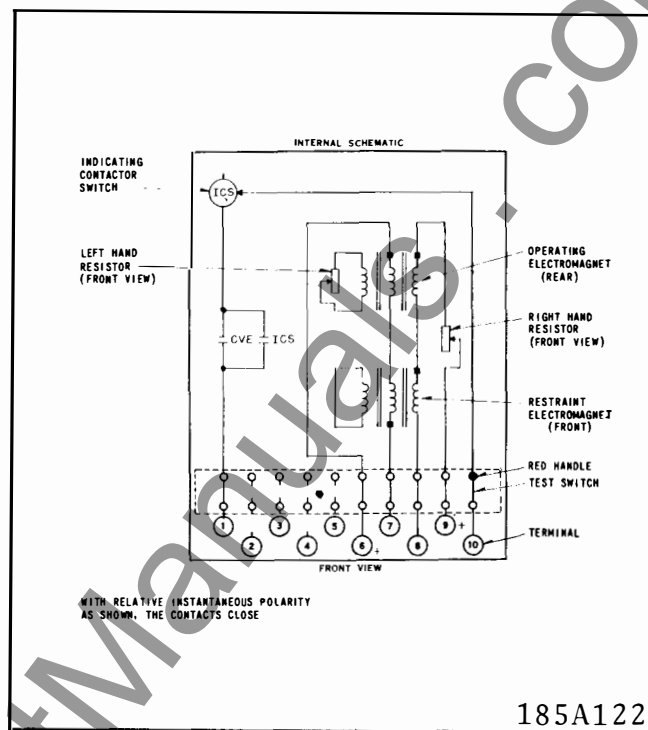 INTERNAL SCHEMATIC
INDICATING
CONTACTOR
SWITCH
ICS
LEFT HAND
RESISTOR
(FRONT VIEW)
OPERATING
ELECTROMAGNET
(REAR)
RIGHT HAND
RESISTOR
(FRONT VIEW)
CVE
ICS
RESTRAINT
ELECTROMAGNET
(FRONT)
RED HANDLE
TEST SWITCH
1
3
5
7
9 +
2
4
6 +
8
10
TERMINAL
FRONT VIEW
WITH RELATIVE INSTANTANEOUS POLARITY
AS SHOWN, THE CONTACTS CLOSE
185A122
tManuals.co